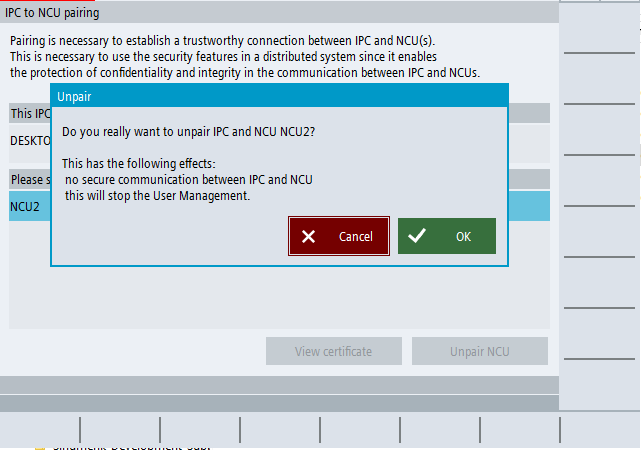 IPC to NCU pairing
Pairing is necessary to establish a trustworthy connection between IPC and NCU(s).
This is necessary to use the security features in a distributed system since it enables
the protection of confidentiality and integrity in the communication between IPC and NCUs.
This IPC
Unpair
Do you really want to unpair IPC and NCU NCU2?
This has the following effects:
no secure communication between IPC and NCU
this will stop the User Management.
Cancel
OK
DESKTO
Please s
NCU2
View certificate
Unpair NCU